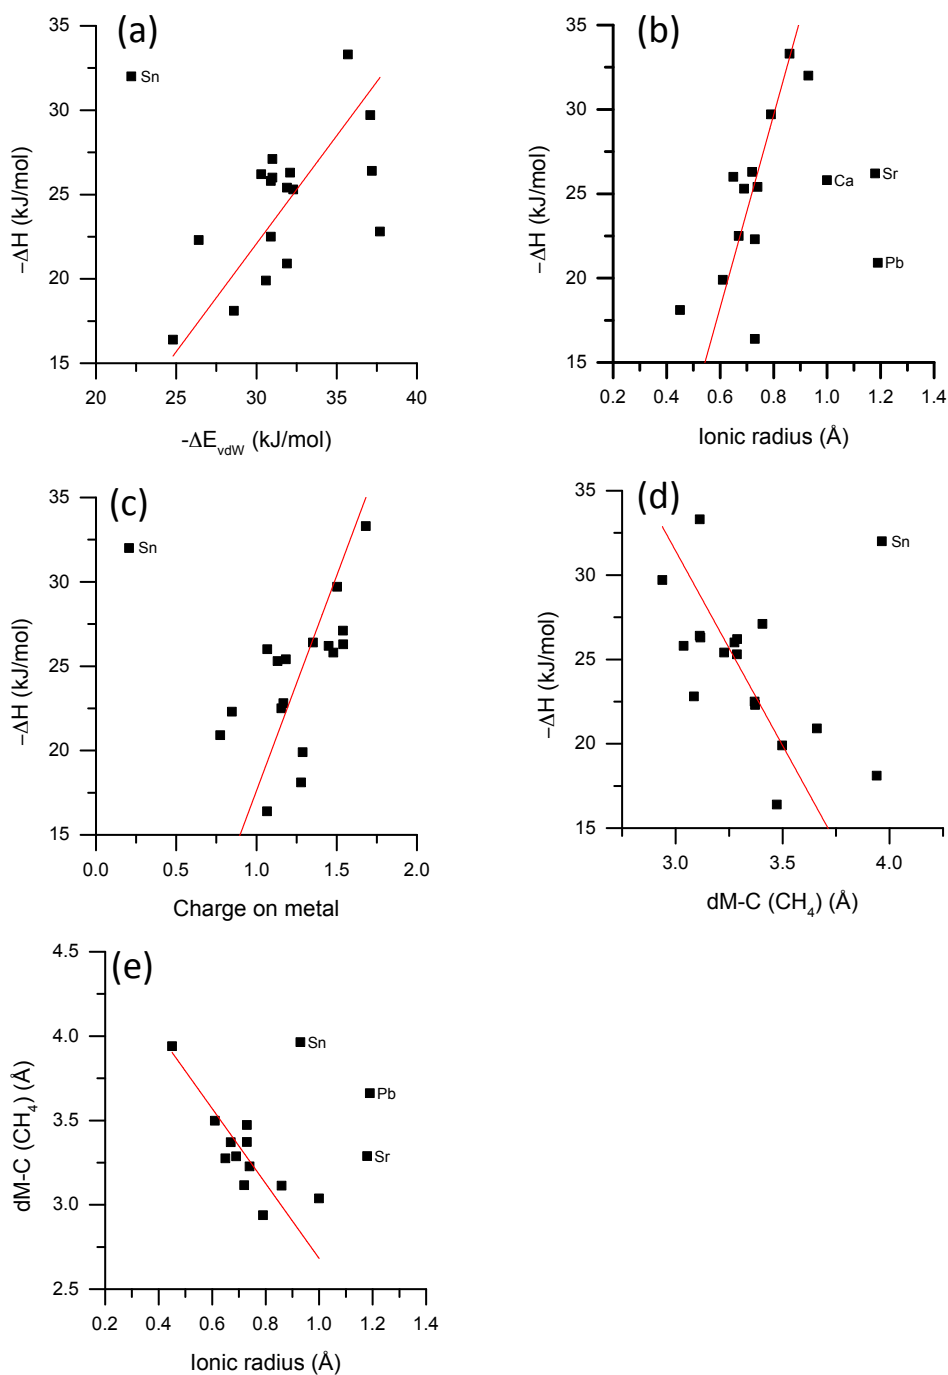 (a)
35
30
25
20
15
-ΔH (kJ/mol)
Sn
20 25 30 35 40
-ΔE_vdW (kJ/mol)
(b)
35
30
25
20
15
-ΔH (kJ/mol)
Ca
Sr
Pb
0.2 0.4 0.6 0.8 1.0 1.2 1.4
Ionic radius (Å)
(c)
35
30
25
20
15
-ΔH (kJ/mol)
Sn
0.0 0.5 1.0 1.5 2.0
Charge on metal
(d)
35
30
25
20
15
-ΔH (kJ/mol)
Sn
3.0 3.5 4.0
dM-C (CH₄) (Å)
(e)
4.5
4.0
3.5
3.0
2.5
dM-C (CH₄) (Å)
Sn
Pb
Sr
0.2 0.4 0.6 0.8 1.0 1.2 1.4
Ionic radius (Å)